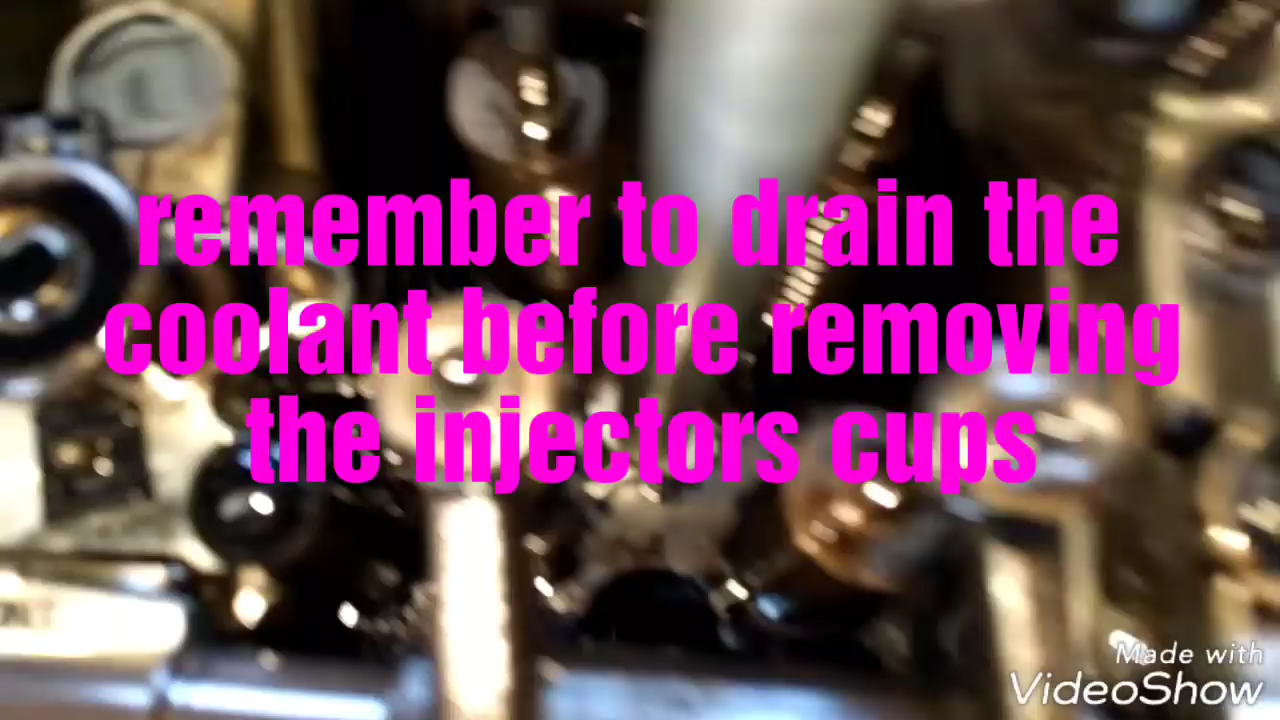 remember to drain the
coolant before removing
the injectors cups
Made with
VideoShow